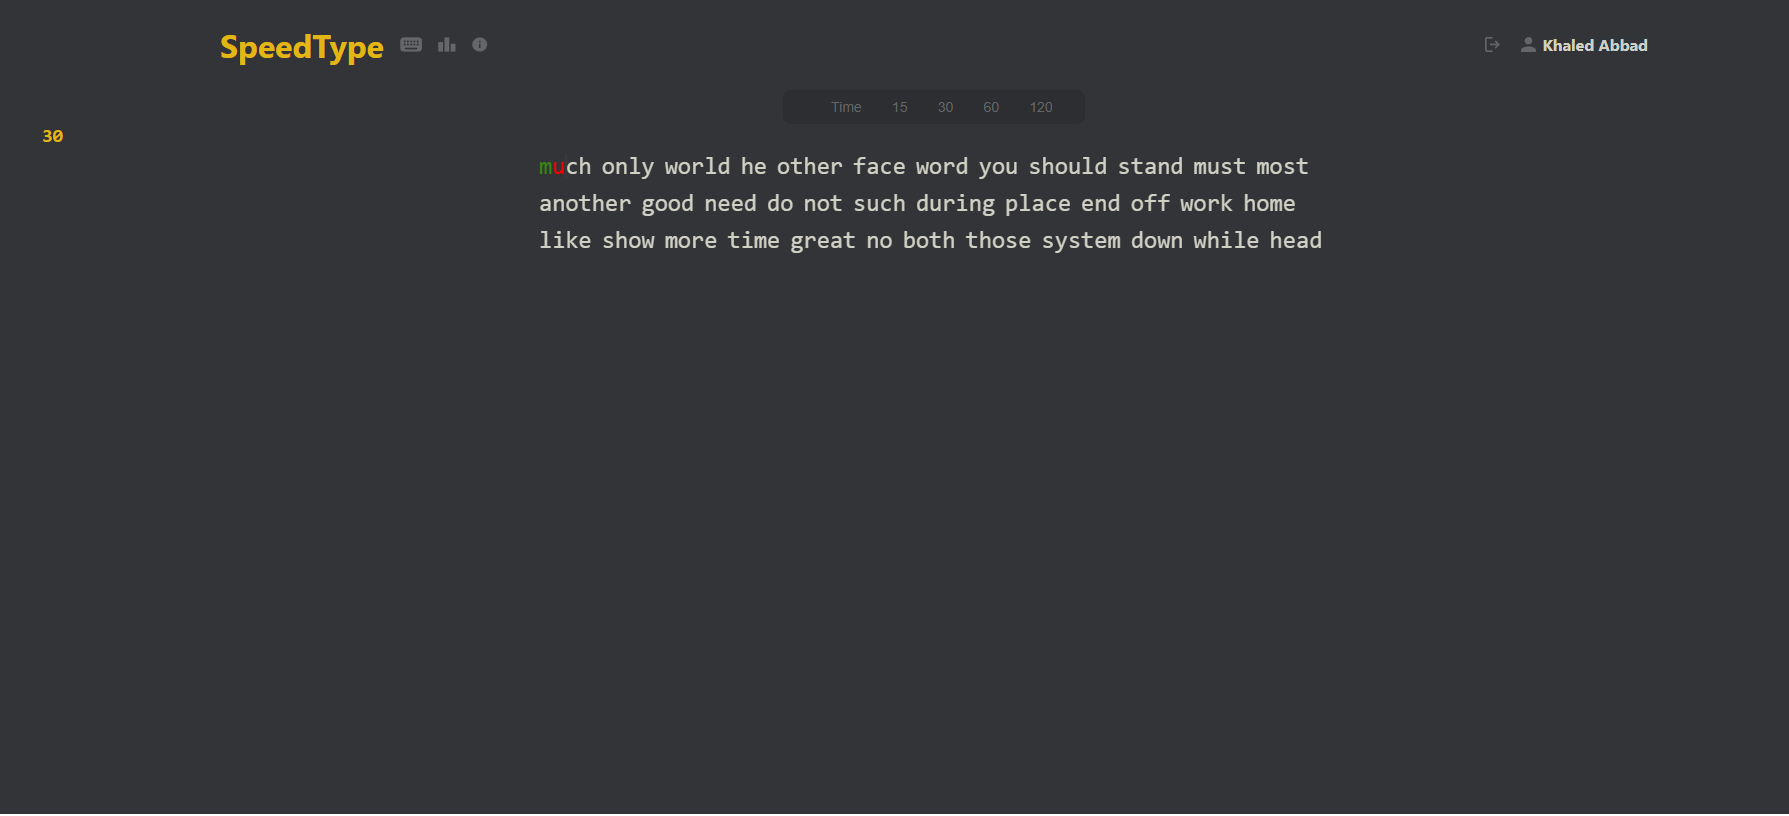 SpeedType
Khaled Abbad
Time 15 30 60 120
30
much only world he other face word you should stand must most
another good need do not such during place end off work home
like show more time great no both those system down while head